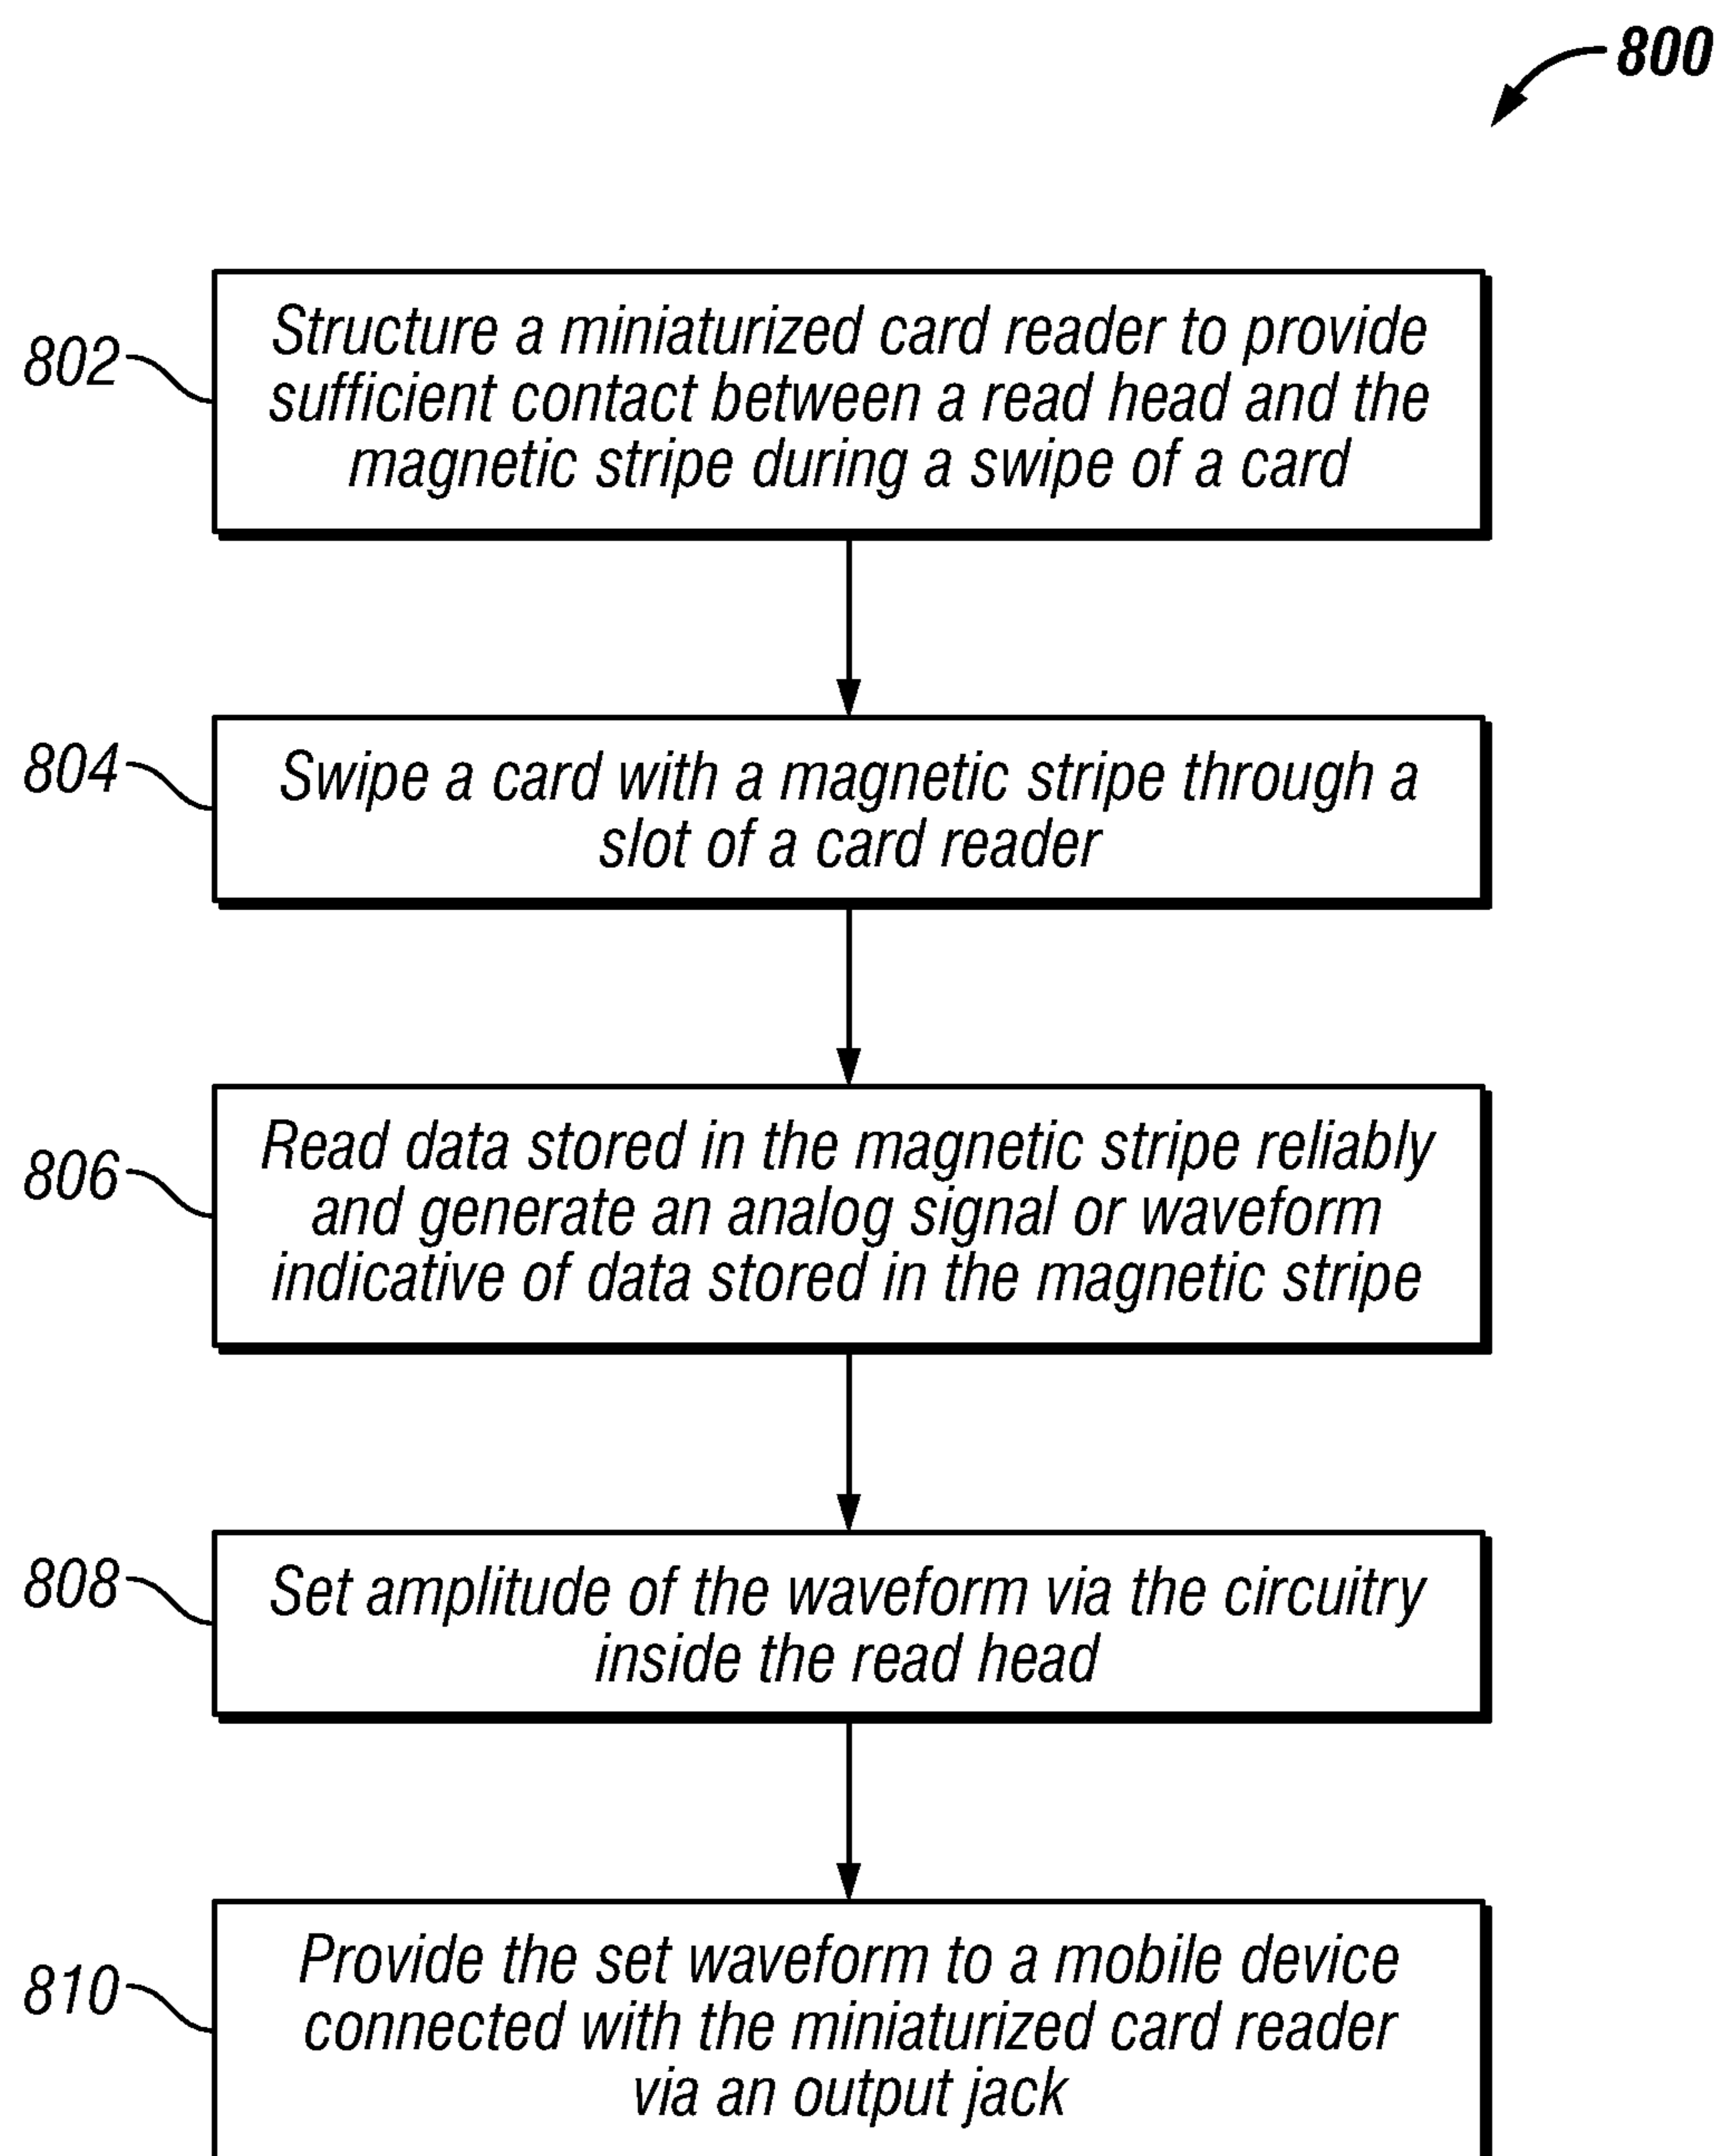 800
802
Structure a miniaturized card reader to provide
sufficient contact between a read head and the
magnetic stripe during a swipe of a card
804
Swipe a card with a magnetic stripe through a
slot of a card reader
806
Read data stored in the magnetic stripe reliably
and generate an analog signal or waveform
indicative of data stored in the magnetic stripe
808
Set amplitude of the waveform via the circuitry
inside the read head
810
Provide the set waveform to a mobile device
connected with the miniaturized card reader
via an output jack